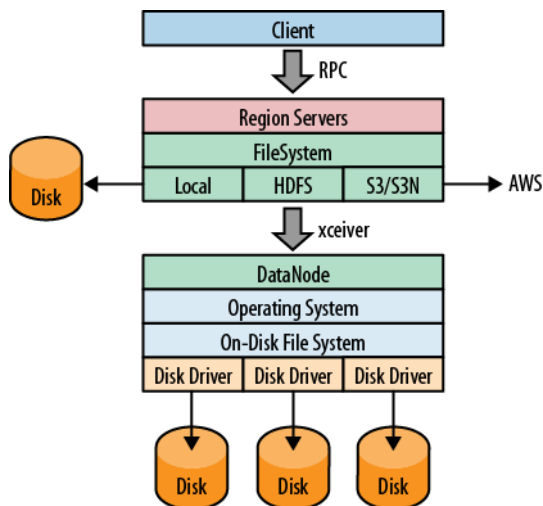 Client
RPC
Region Servers
FileSystem
Local HDFS S3/S3N
Disk
AWS
xceiver
DataNode
Operating System
On-Disk File System
Disk Driver Disk Driver Disk Driver
Disk Disk Disk